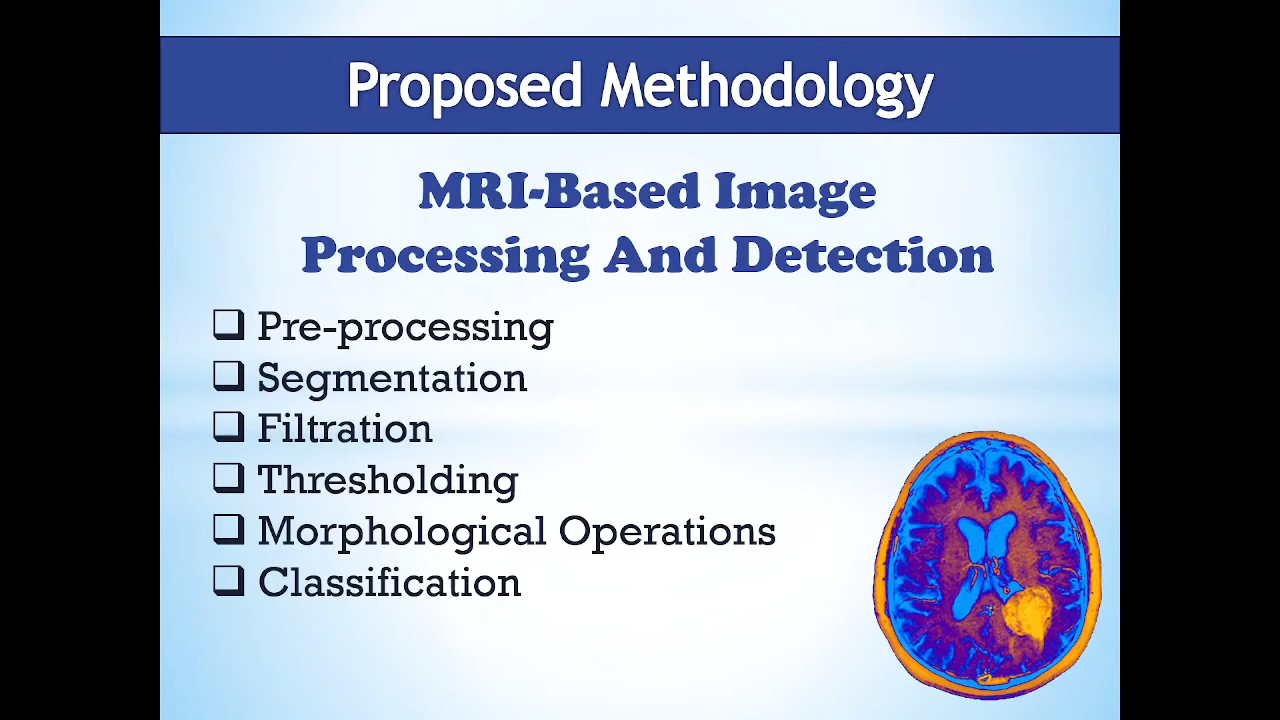 Proposed Methodology
MRI-Based Image
Processing And Detection
Pre-processing
Segmentation
Filtration
Thresholding
Morphological Operations
Classification